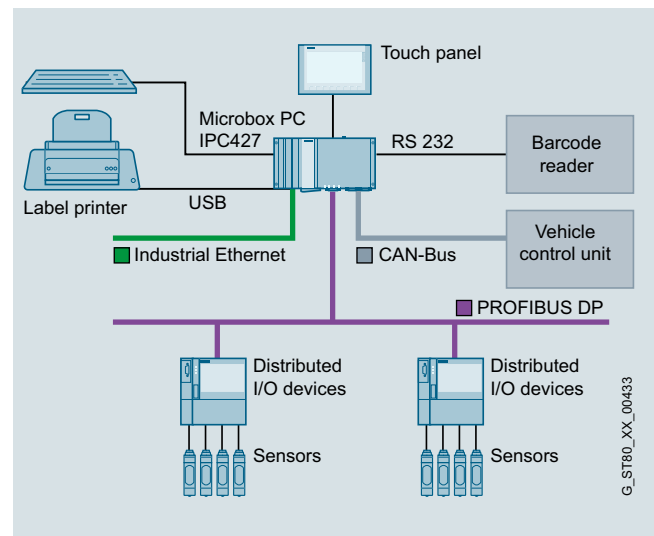 Touch panel
Microbox PC
IPC427
RS 232
Barcode
reader
Label printer
USB
Vehicle
control unit
Industrial Ethernet
CAN-Bus
PROFIBUS DP
Distributed
I/O devices
Distributed
I/O devices
Sensors
Sensors
G_ST80_XX_00433